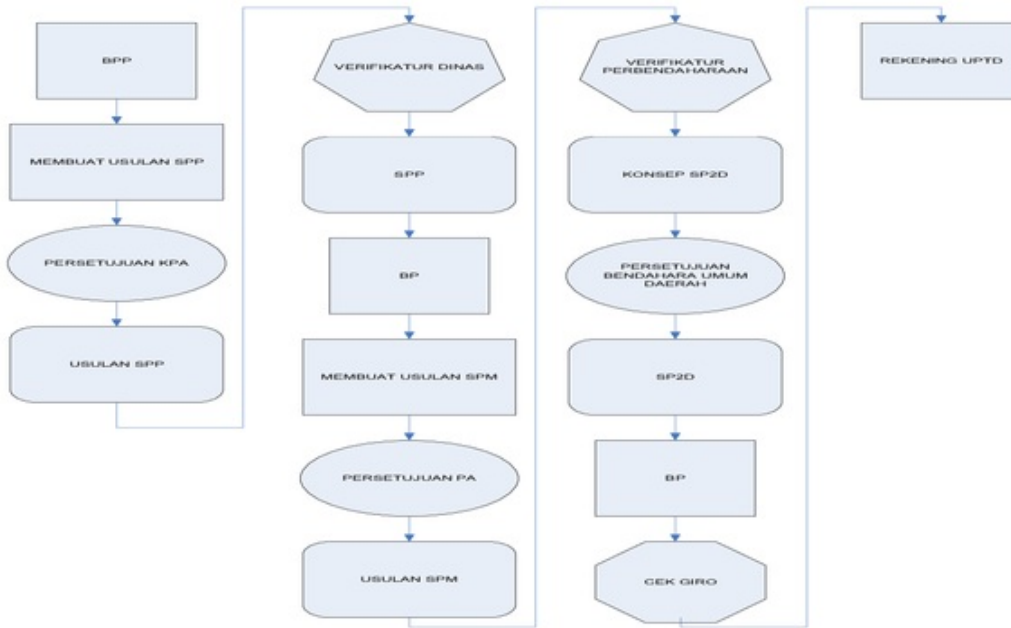 BPP
MEMBUAT USULAN SPP
PERSETUJUAN KPA
USULAN SPP
VERIFIKATUR DINAS
SPP
BP
MEMBUAT USULAN SPM
PERSETUJUAN PA
USULAN SPM
VERIFIKATUR
PERBENDAHARAAN
KONSEP SP2D
PERSETUJUAN
BENDAHARA UMUM
DAERAH
SP2D
BP
CEK GIRO
REKENING UPTD